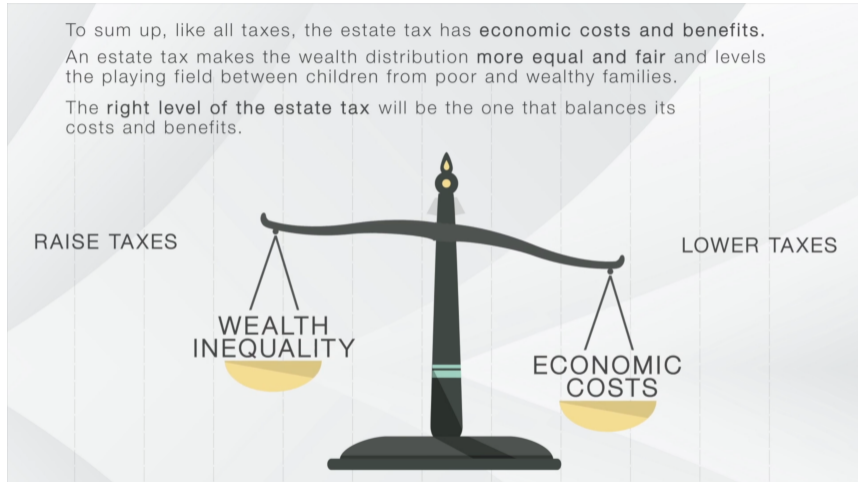 To sum up, like all taxes, the estate tax has economic costs and benefits.
An estate tax makes the wealth distribution more equal and fair and levels
the playing field between children from poor and wealthy families.
The right level of the estate tax will be the one that balances its
costs and benefits.
RAISE TAXES
LOWER TAXES
WEALTH
INEQUALITY
ECONOMIC
COSTS